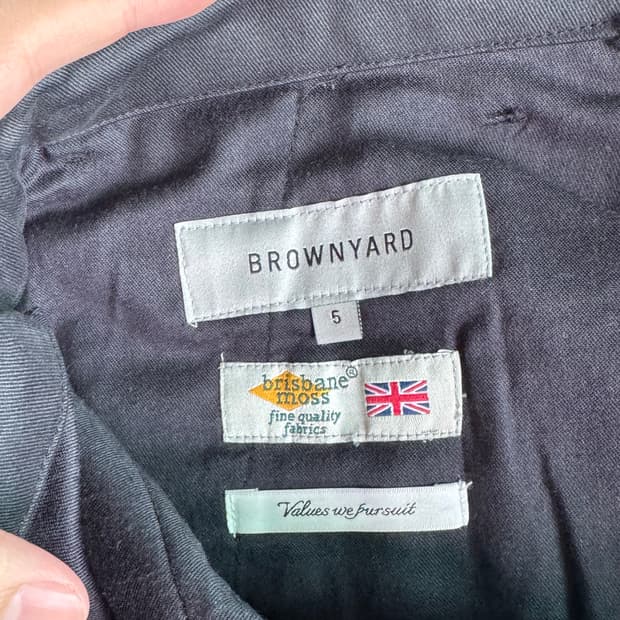 BROWNYARD
5
brisbane®
moss
fine quality
fabrics
Values we pursuit